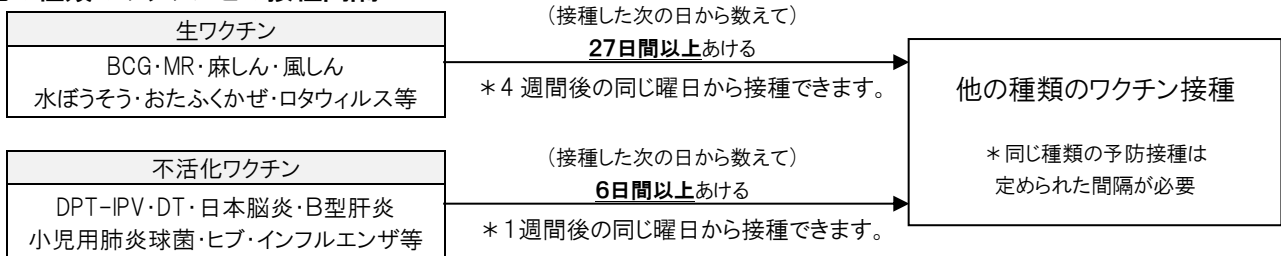 生ワクチン
BCG・MR・麻しん・風しん
水ぼうそう・おたふくかぜ・ロタウィルス等
(接種した次の日から数えて)
27日間以上あける
＊4週間後の同じ曜日から接種できます。
不活化ワクチン
DPT-IPV・DT・日本脳炎・B型肝炎
小児用肺炎球菌・ヒブ・インフルエンザ等
(接種した次の日から数えて)
6日間以上あける
＊1週間後の同じ曜日から接種できます。
他の種類のワクチン接種
＊同じ種類の予防接種は
定められた間隔が必要